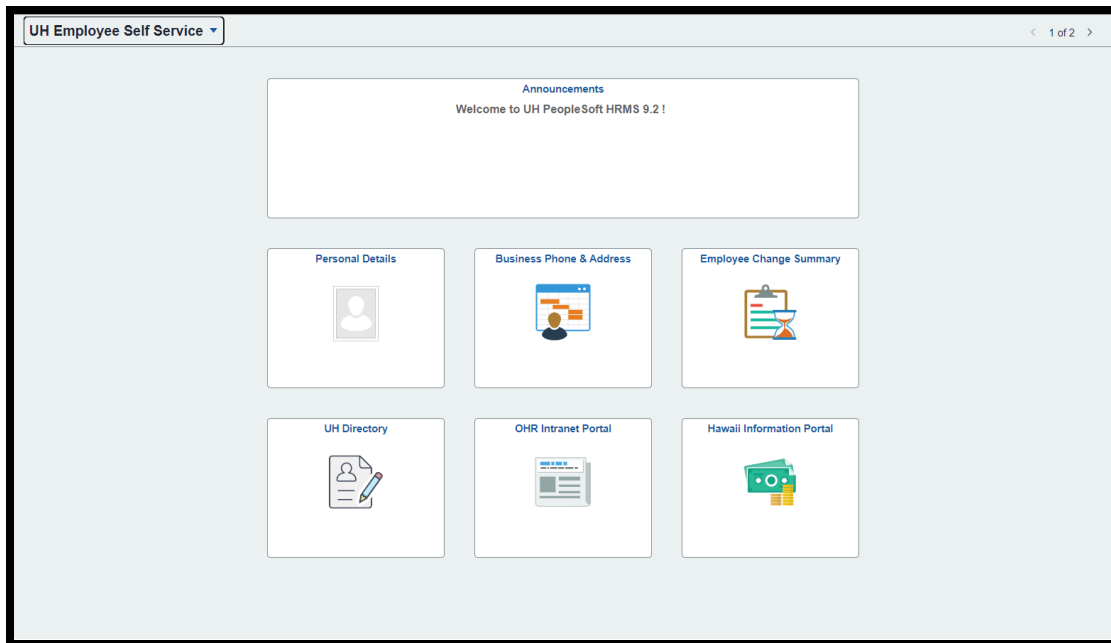 UH Employee Self Service
1 of 2
Announcements
Welcome to UH PeopleSoft HRMS 9.2 !
Personal Details
Business Phone & Address
Employee Change Summary
UH Directory
OHR Intranet Portal
Hawaii Information Portal